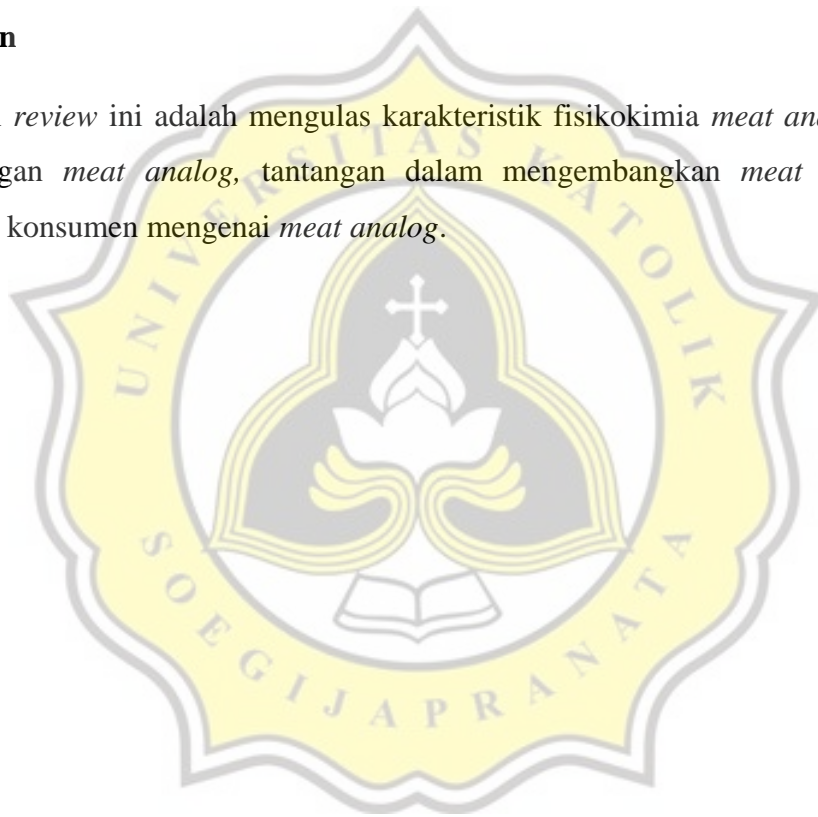 n
review ini adalah mengulas karakteristik fisikokimia meat
gan meat analog, tantangan dalam mengembangkan meat
konsumen mengenai meat analog.
UNIVERSITAS KATOLIK
SOEGIJAPRANATA